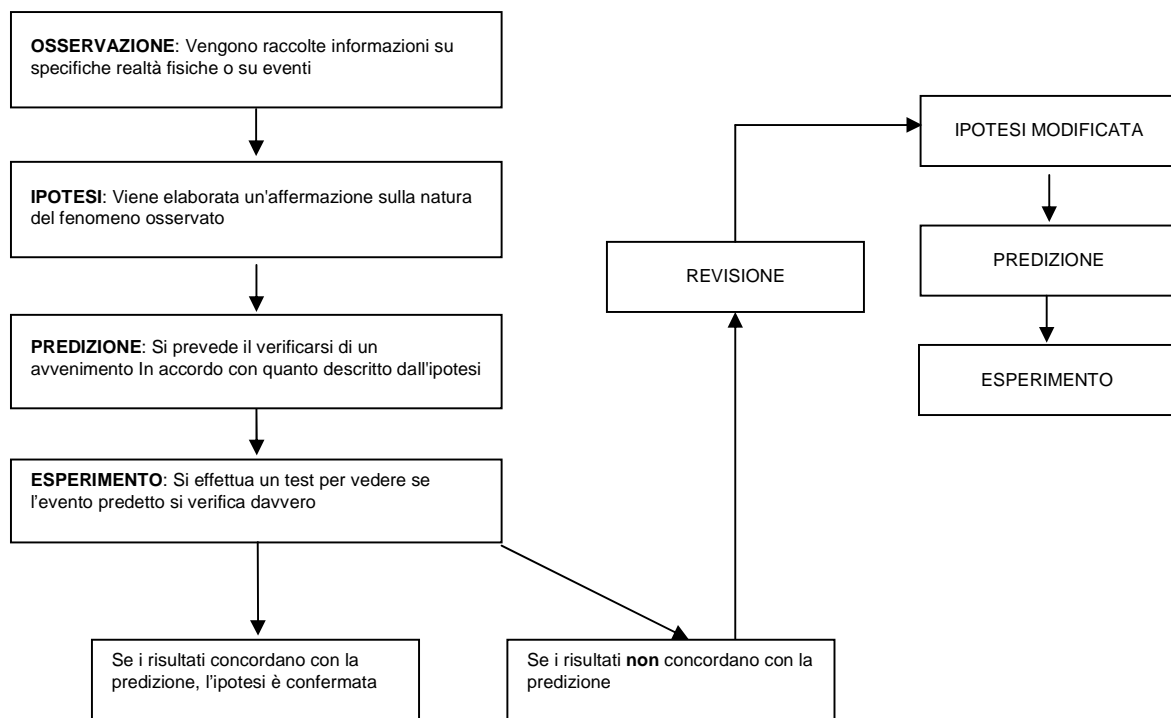 OSSERVAZIONE: Vengono raccolte informazioni su
specifiche realtà fisiche o su eventi
IPOTESI: Viene elaborata un'affermazione sulla natura
del fenomeno osservato
PREDIZIONE: Si prevede il verificarsi di un
avvenimento In accordo con quanto descritto dall'ipotesi
ESPERIMENTO: Si effettua un test per vedere se
l’evento predetto si verifica davvero
Se i risultati concordano con la
predizione, l’ipotesi è confermata
Se i risultati non concordano con la
predizione
REVISIONE
IPOTESI MODIFICATA
PREDIZIONE
ESPERIMENTO